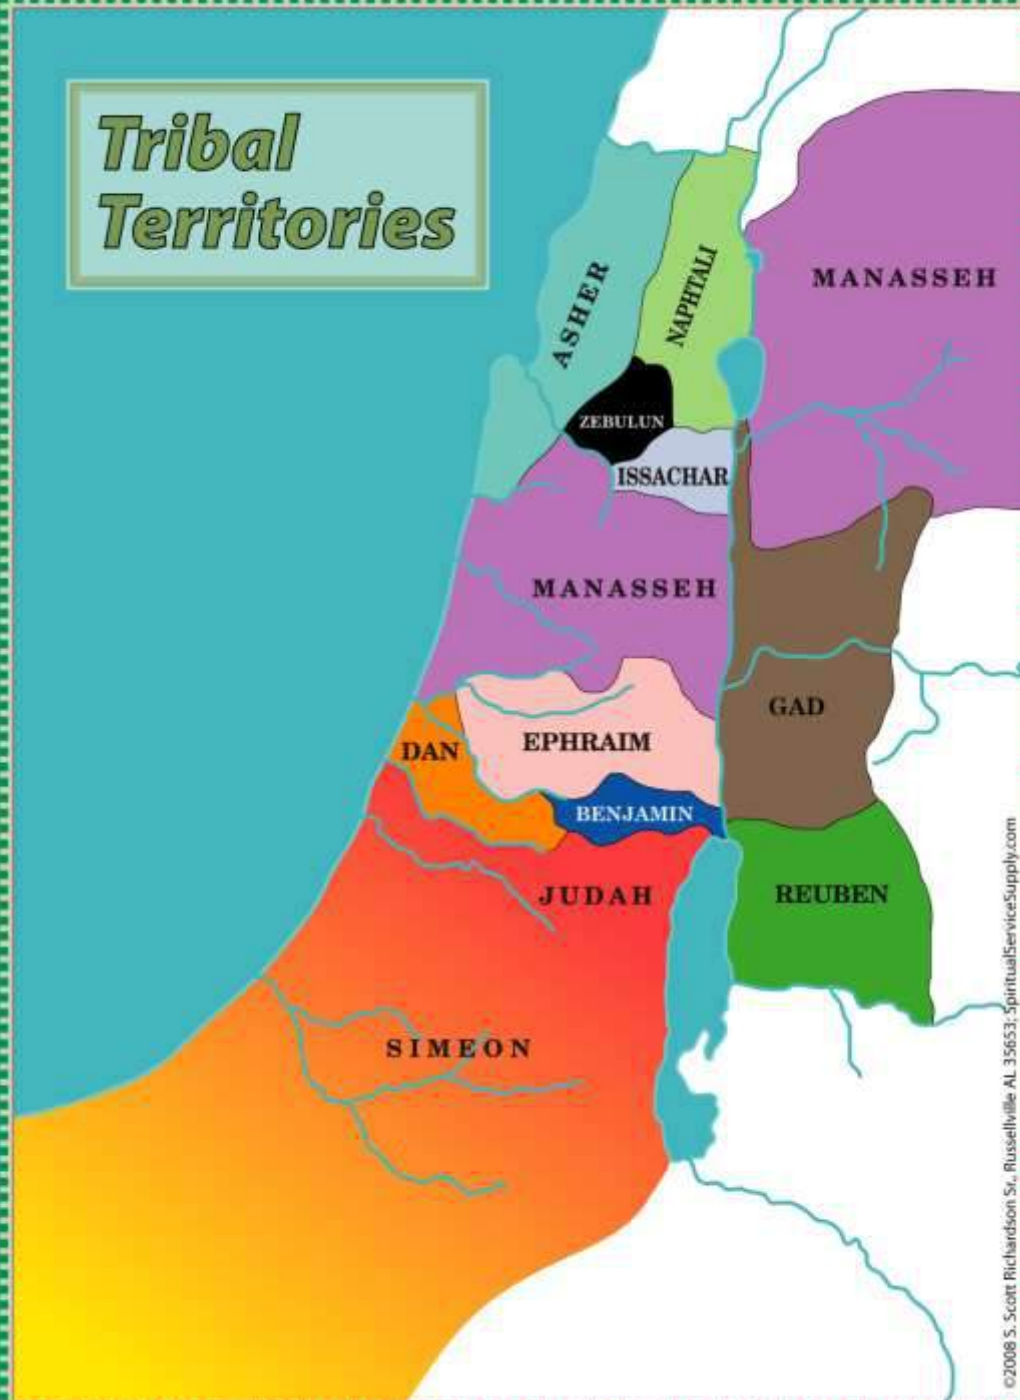 Tribal
Territories
MANASSEH
ASHER
NAPHTALI
ZEBULUN
ISSACHAR
MANASSEH
GAD
EPHRAIM
DAN
BENJAMIN
JUDAH
REUBEN
SIMEON
©2008 S. Scott Richardson Sr., Russellville AL 35653; SpiritualServiceSupply.com